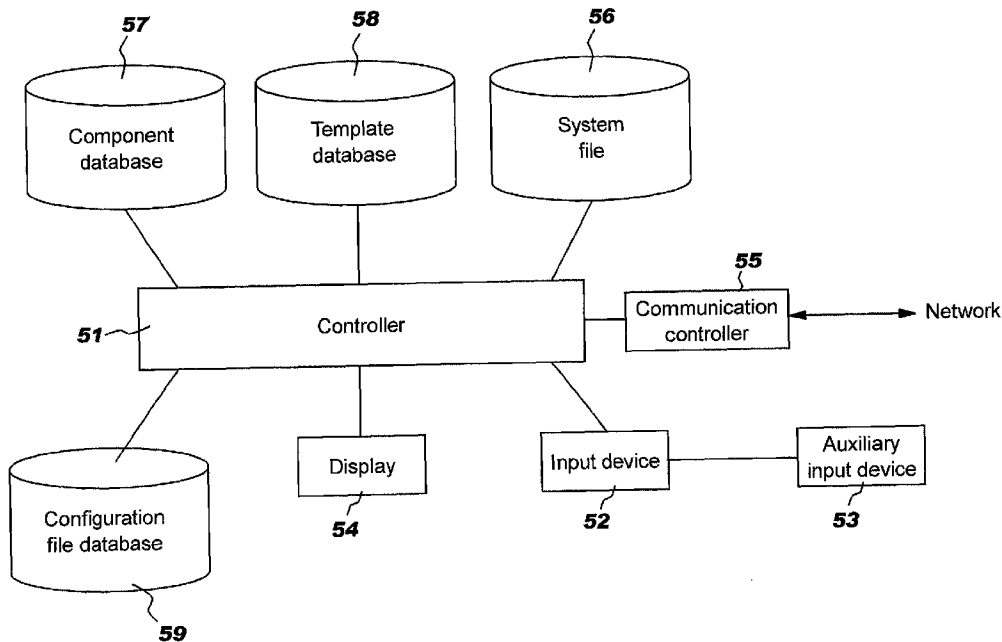 57
58
56
Component
database
Template
database
System
file
55
51
Controller
Communication
controller
Network
Configuration
file database
Display
Input device
Auxiliary
input device
54
52
53
59